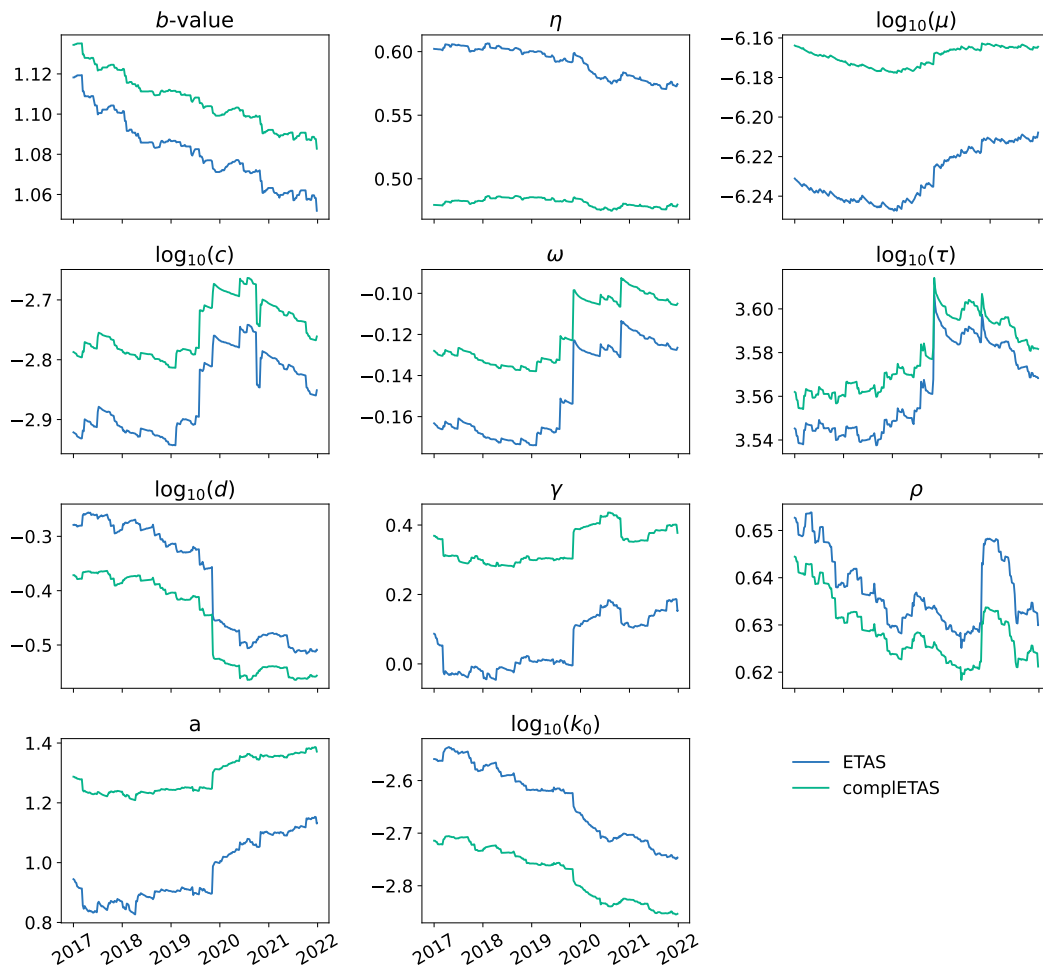 b-value
η
log₁₀(μ)
1.12
1.10
1.08
1.06
0.60
0.55
0.50
−6.16
−6.18
−6.20
−6.22
−6.24
log₁₀(c)
ω
log₁₀(τ)
−2.7
−2.8
−2.9
−0.10
−0.12
−0.14
−0.16
3.60
3.58
3.56
3.54
log₁₀(d)
γ
ρ
−0.3
−0.4
−0.5
0.4
0.2
0.0
0.65
0.64
0.63
0.62
a
log₁₀(k₀)
1.4
1.2
1.0
0.8
−2.6
−2.7
−2.8
ETAS
complETAS
2017 2018 2019 2020 2021 2022
2017 2018 2019 2020 2021 2022